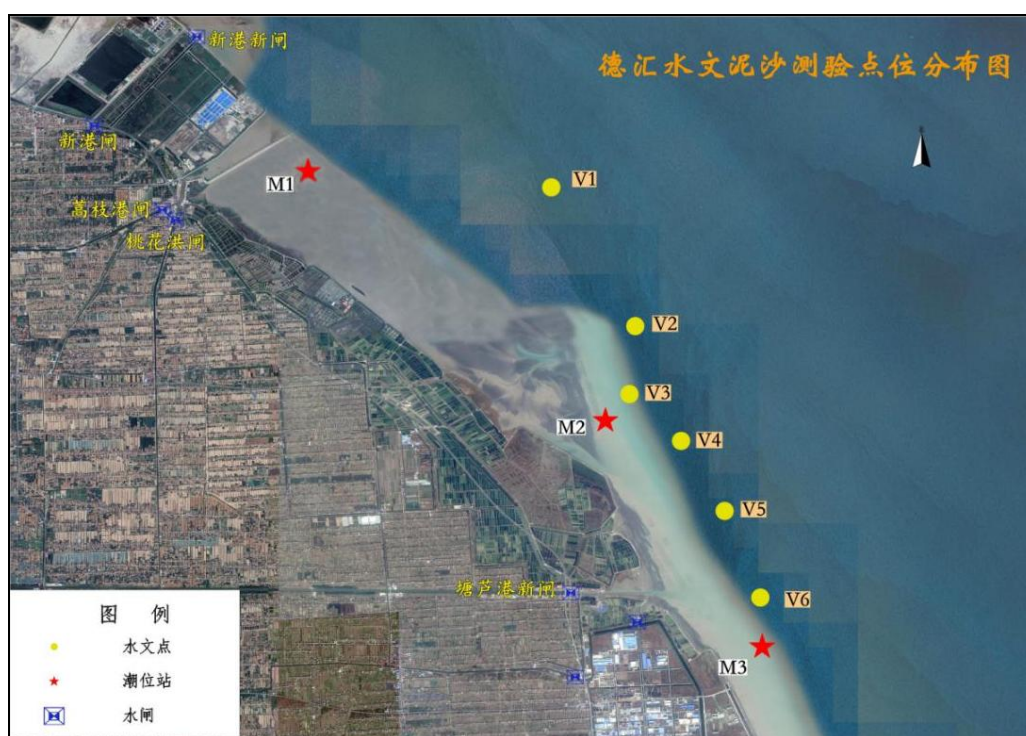 德汇水文泥沙测验点位分布图
新港新闸
新港闸
M1
V1
蒿枝港闸
桃花洪闸
V2
V3
M2
V4
V5
塘芦港新闸
V6
M3
图 例
水文点
潮位站
水闸